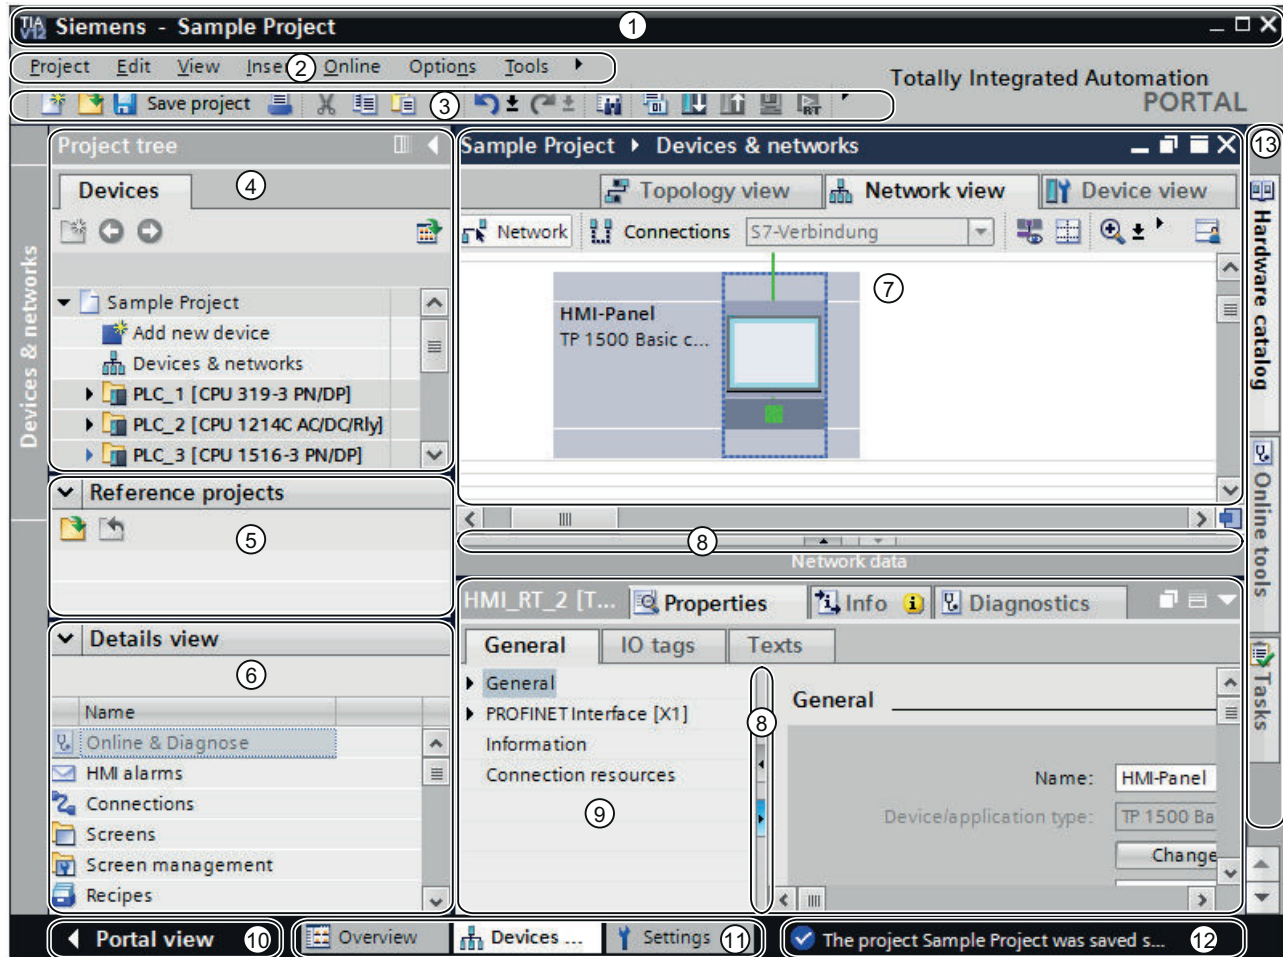 TIA V12 Siemens - Sample Project 1
Project Edit View Insert 2 Online Options Tools
Totally Integrated Automation
PORTAL
Save project 3
Project tree
Devices 4
Sample Project
Add new device
Devices & networks
PLC_1 [CPU 319-3 PN/DP]
PLC_2 [CPU 1214C AC/DC/Rly]
PLC_3 [CPU 1516-3 PN/DP]
Devices & networks
Reference projects
5
Details view
6
Name
Online & Diagnose
HMI alarms
Connections
Screens
Screen management
Recipes
Sample Project Devices & networks
Topology view Network view Device view
Network Connections S7-Verbindung
7
HMI-Panel
TP 1500 Basic c...
8
Network data
HMI_RT_2 [T... Properties Info Diagnostics
General IO tags Texts
General
PROFINET Interface [X1]
Information
Connection resources
9
8
General
Name: HMI-Panel
Device/application type: TP 1500 Ba
Change
13
Hardware catalog
Online tools
Tasks
Portal view 10
Overview Devices ... Settings 11
The project Sample Project was saved s... 12